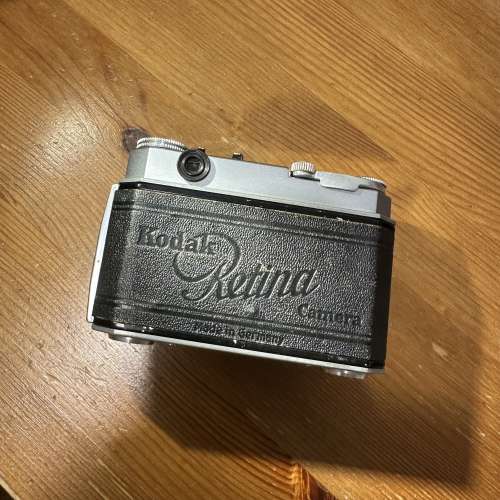 Kodak
Retina
Camera
Made in Germany